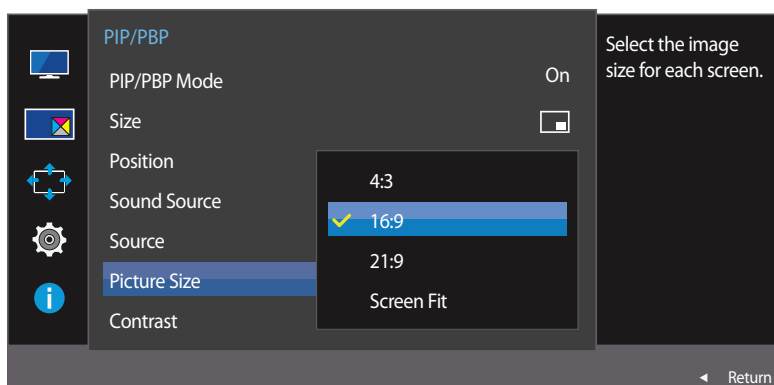 PIP/PBP
PIP/PBP Mode On
Size
Position
Sound Source
Source
Picture Size
Contrast
4:3
16:9
21:9
Screen Fit
Select the image
size for each screen.
Return